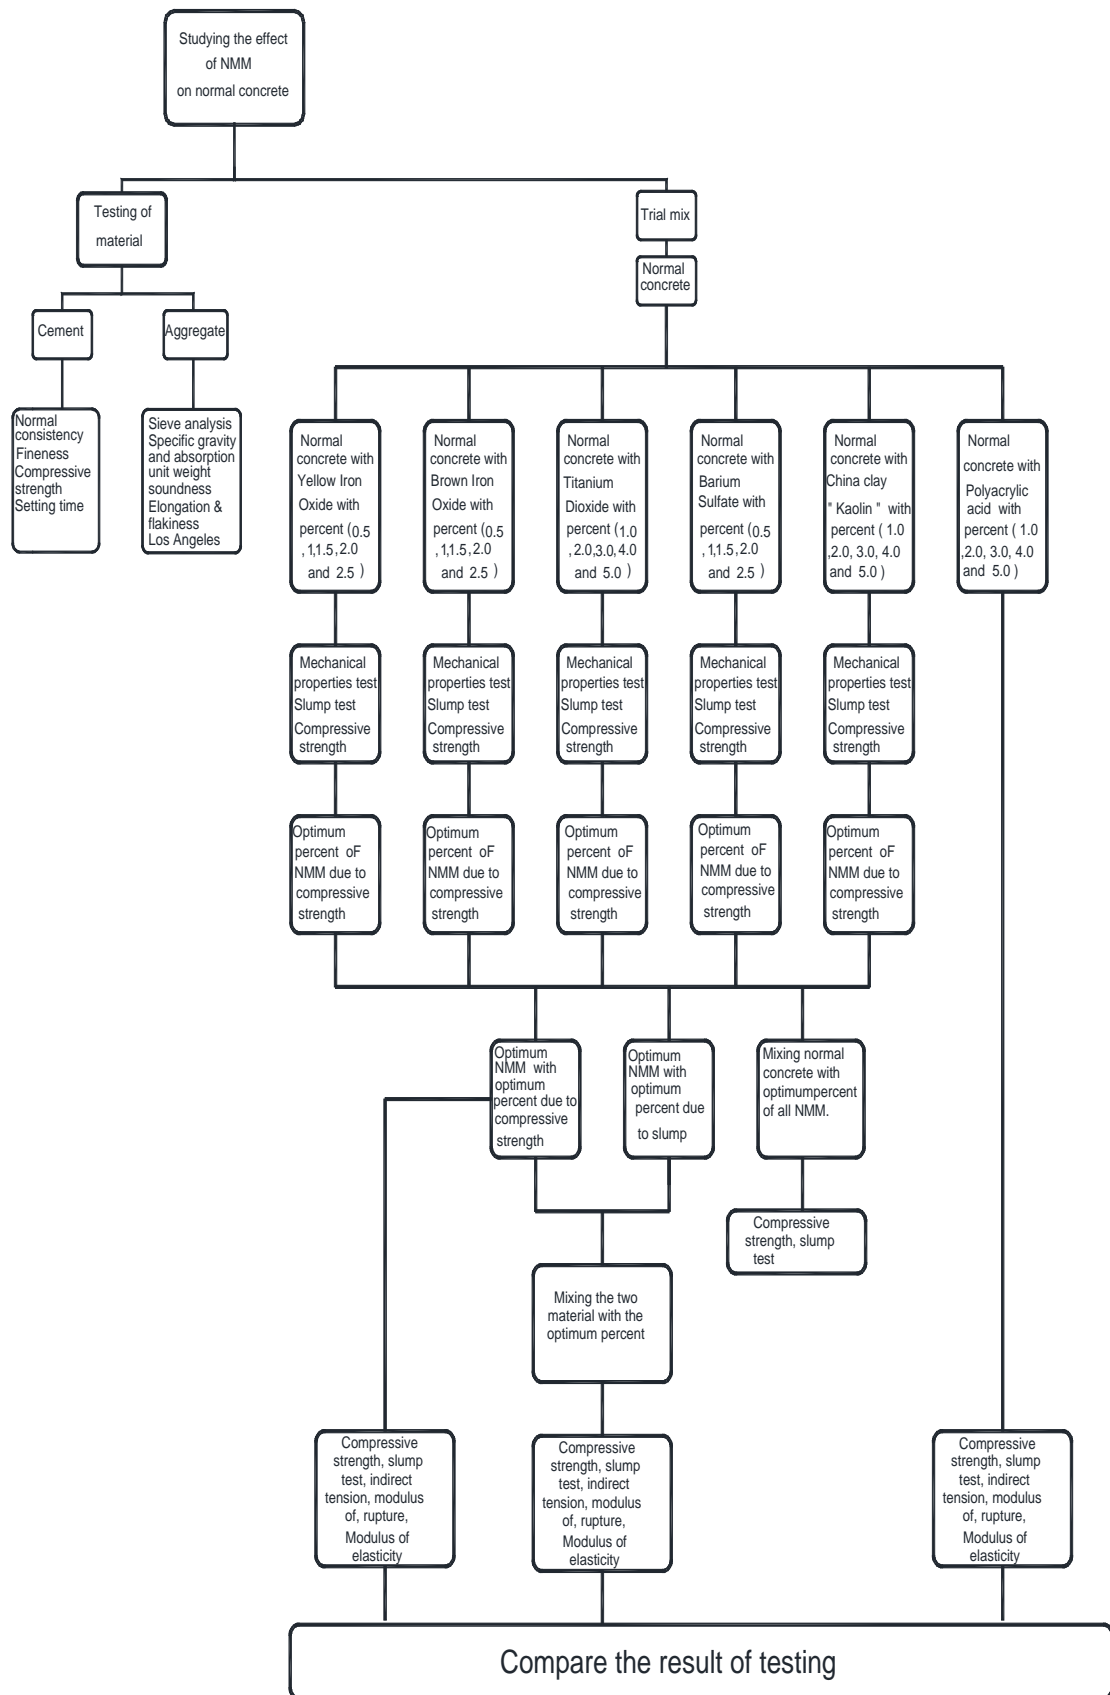 Studying the effect
of NMM
on normal concrete
Testing of
material
Trial mix
Normal
concrete
Cement
Aggregate
Normal
consistency
Fineness
Compressive
strength
Setting time
Sieve analysis
Specific gravity
and absorption
unit weight
soundness
Elongation &
flakiness
Los Angeles
Normal
concrete with
Yellow Iron
Oxide with
percent (0.5
, 1,1.5, 2.0
and 2.5 )
Normal
concrete with
Brown Iron
Oxide with
percent (0.5
, 1,1.5, 2.0
and 2.5 )
Normal
concrete with
Titanium
Dioxide with
percent (1.0
, 2.0,3.0, 4.0
and 5.0 )
Normal
concrete with
Barium
Sulfate with
percent (0.5
, 1,1.5, 2.0
and 2.5 )
Normal
concrete with
China clay
" Kaolin " with
percent ( 1.0
,2.0, 3.0, 4.0
and 5.0 )
Normal
concrete with
Polyacrylic
acid with
percent ( 1.0
,2.0, 3.0, 4.0
and 5.0 )
Mechanical
properties test
Slump test
Compressive
strength
Mechanical
properties test
Slump test
Compressive
strength
Mechanical
properties test
Slump test
Compressive
strength
Mechanical
properties test
Slump test
Compressive
strength
Mechanical
properties test
Slump test
Compressive
strength
Optimum
percent oF
NMM due to
compressive
strength
Optimum
percent oF
NMM due to
compressive
strength
Optimum
percent oF
NMM due to
compressive
strength
Optimum
percent oF
NMM due to
compressive
strength
Optimum
percent oF
NMM due to
compressive
strength
Optimum
NMM with
optimum
percent due to
compressive
strength
Optimum
NMM with
optimum
percent due
to slump
Mixing normal
concrete with
optimumpercent
of all NMM.
Compressive
strength, slump
test
Mixing the two
material with the
optimum percent
Compressive
strength, slump
test, indirect
tension, modulus
of, rupture,
Modulus of
elasticity
Compressive
strength, slump
test, indirect
tension, modulus
of, rupture,
Modulus of
elasticity
Compressive
strength, slump
test, indirect
tension, modulus
of, rupture,
Modulus of
elasticity
Compare the result of testing